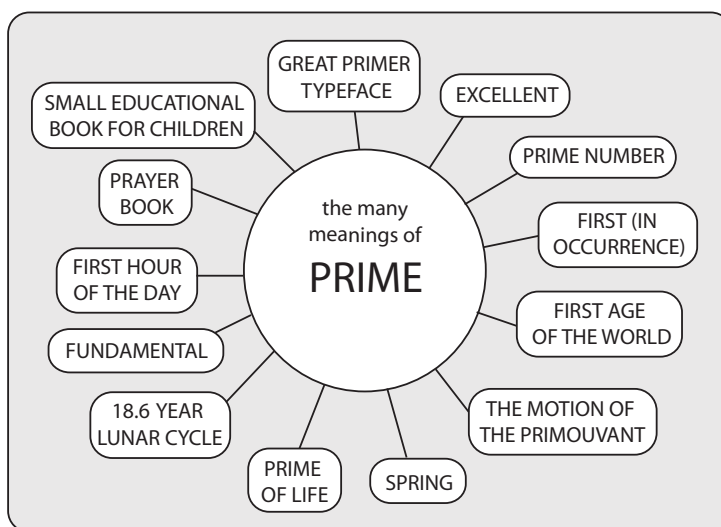 the many
meanings of
PRIME
GREAT PRIMER
TYPEFACE
EXCELLENT
PRIME NUMBER
FIRST (IN
OCCURRENCE)
FIRST AGE
OF THE WORLD
THE MOTION OF
THE PRIMOUVANT
SPRING
PRIME
OF LIFE
18.6 YEAR
LUNAR CYCLE
FUNDAMENTAL
FIRST HOUR
OF THE DAY
PRAYER
BOOK
SMALL EDUCATIONAL
BOOK FOR CHILDREN